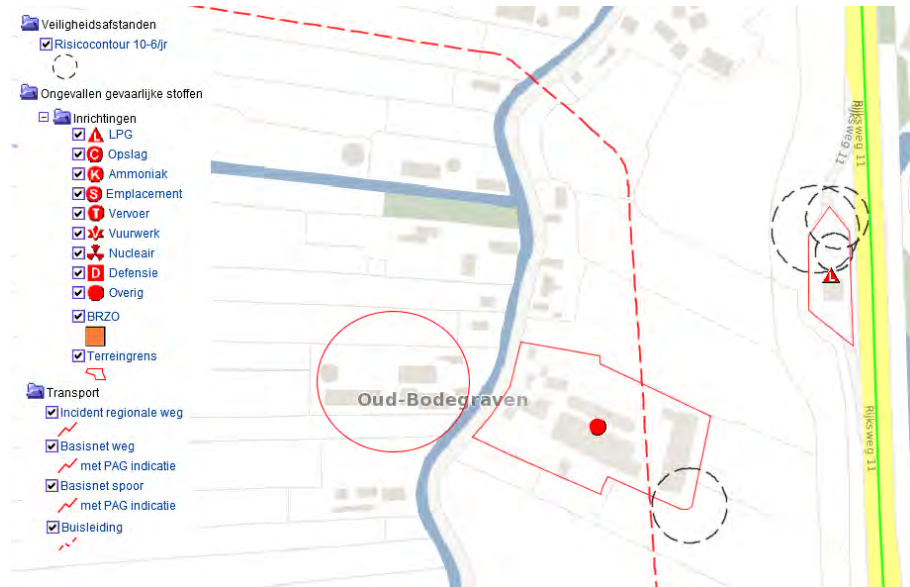 Veiligheidsafstanden
Risicocontour 10-6/jr
Ongevallen gevaarlijke stoffen
Inrichtingen
L LPG
C Opslag
K Ammoniak
S Emplacement
T Vervoer
V Vuurwerk
Nucleair
D Defensie
Overig
BRZO
Terreingrens
Transport
Incident regionale weg
Basisnet weg
met PAG indicatie
Basisnet spoor
met PAG indicatie
Buisleiding
Oud-Bodegraven
Rijksweg 11
Rijksweg 11
L
Rijksweg 11